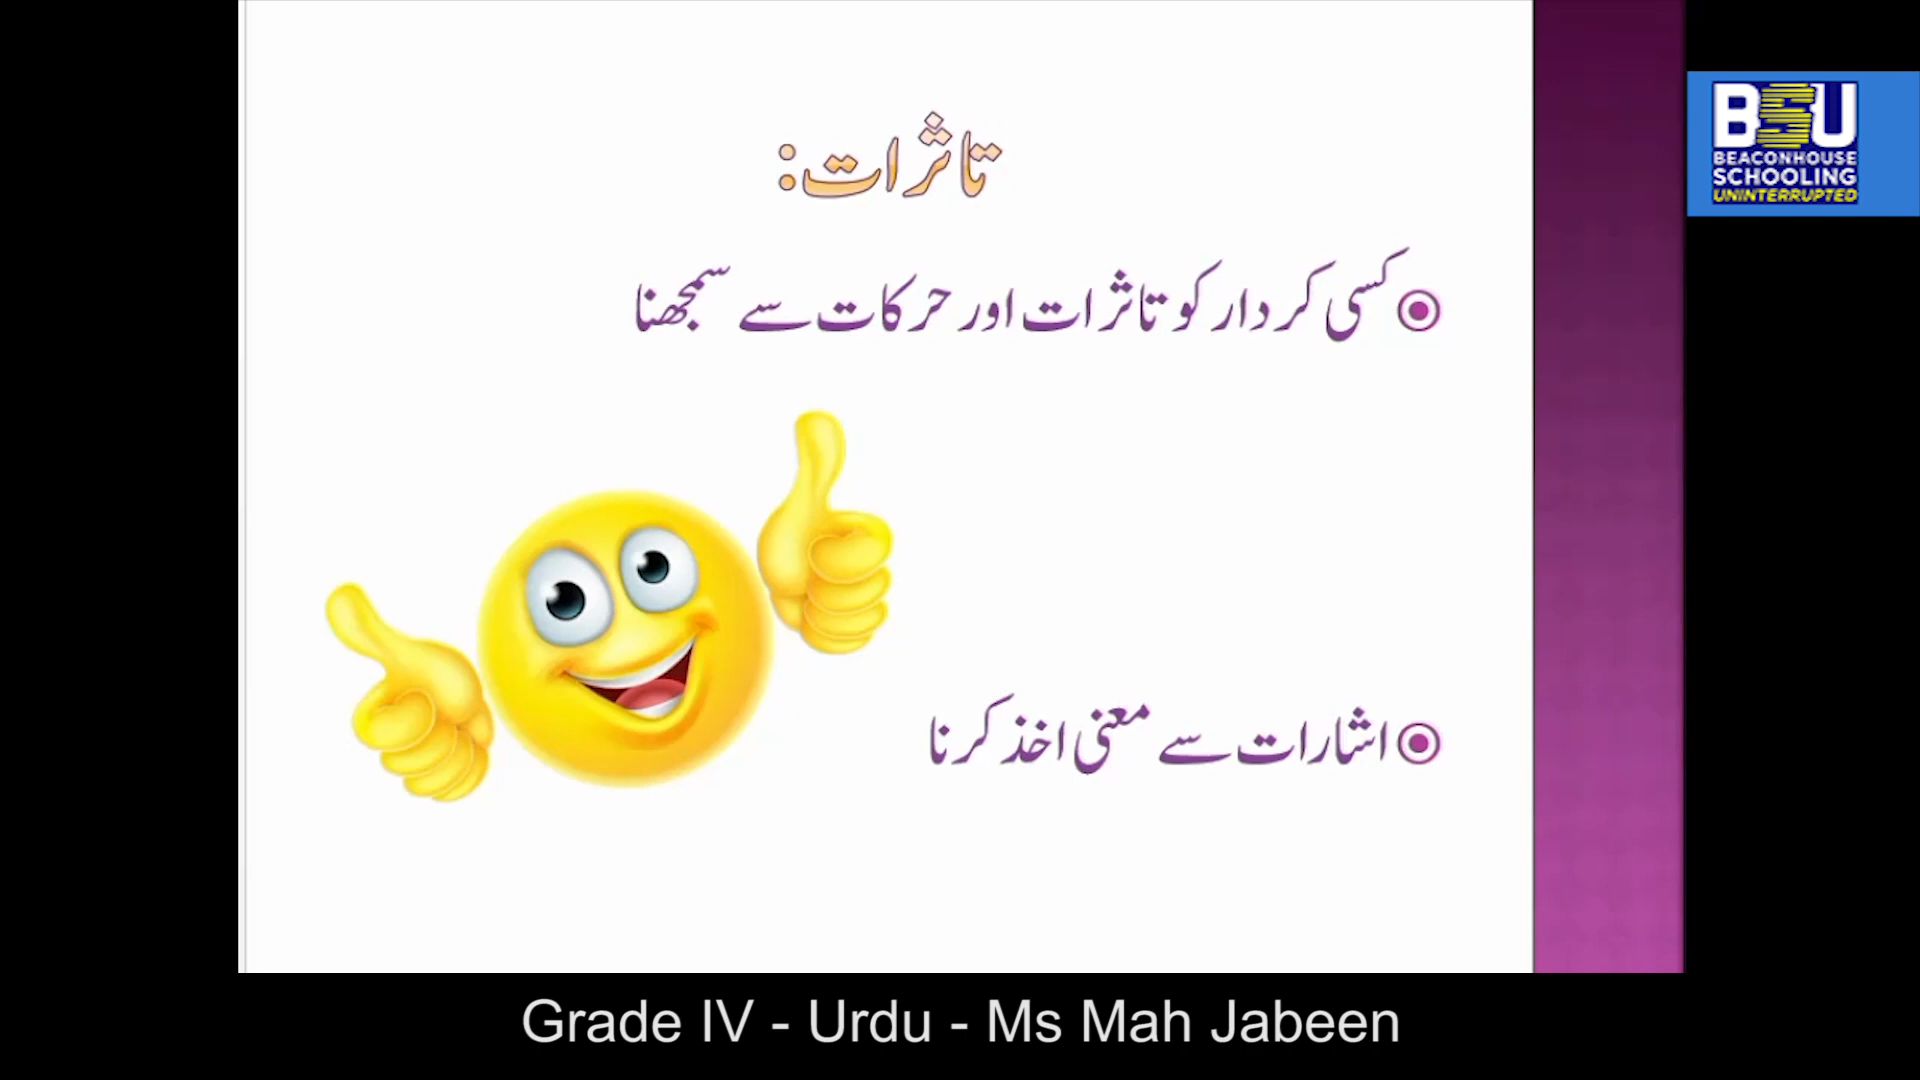 تاثرات:
کسی کردار کو تاثرات اور حرکات سے سمجھنا
اشارات سے معنی اخذ کرنا
BSU
BEACONHOUSE
SCHOOLING
UNINTERRUPTED
Grade IV - Urdu - Ms Mah Jabeen